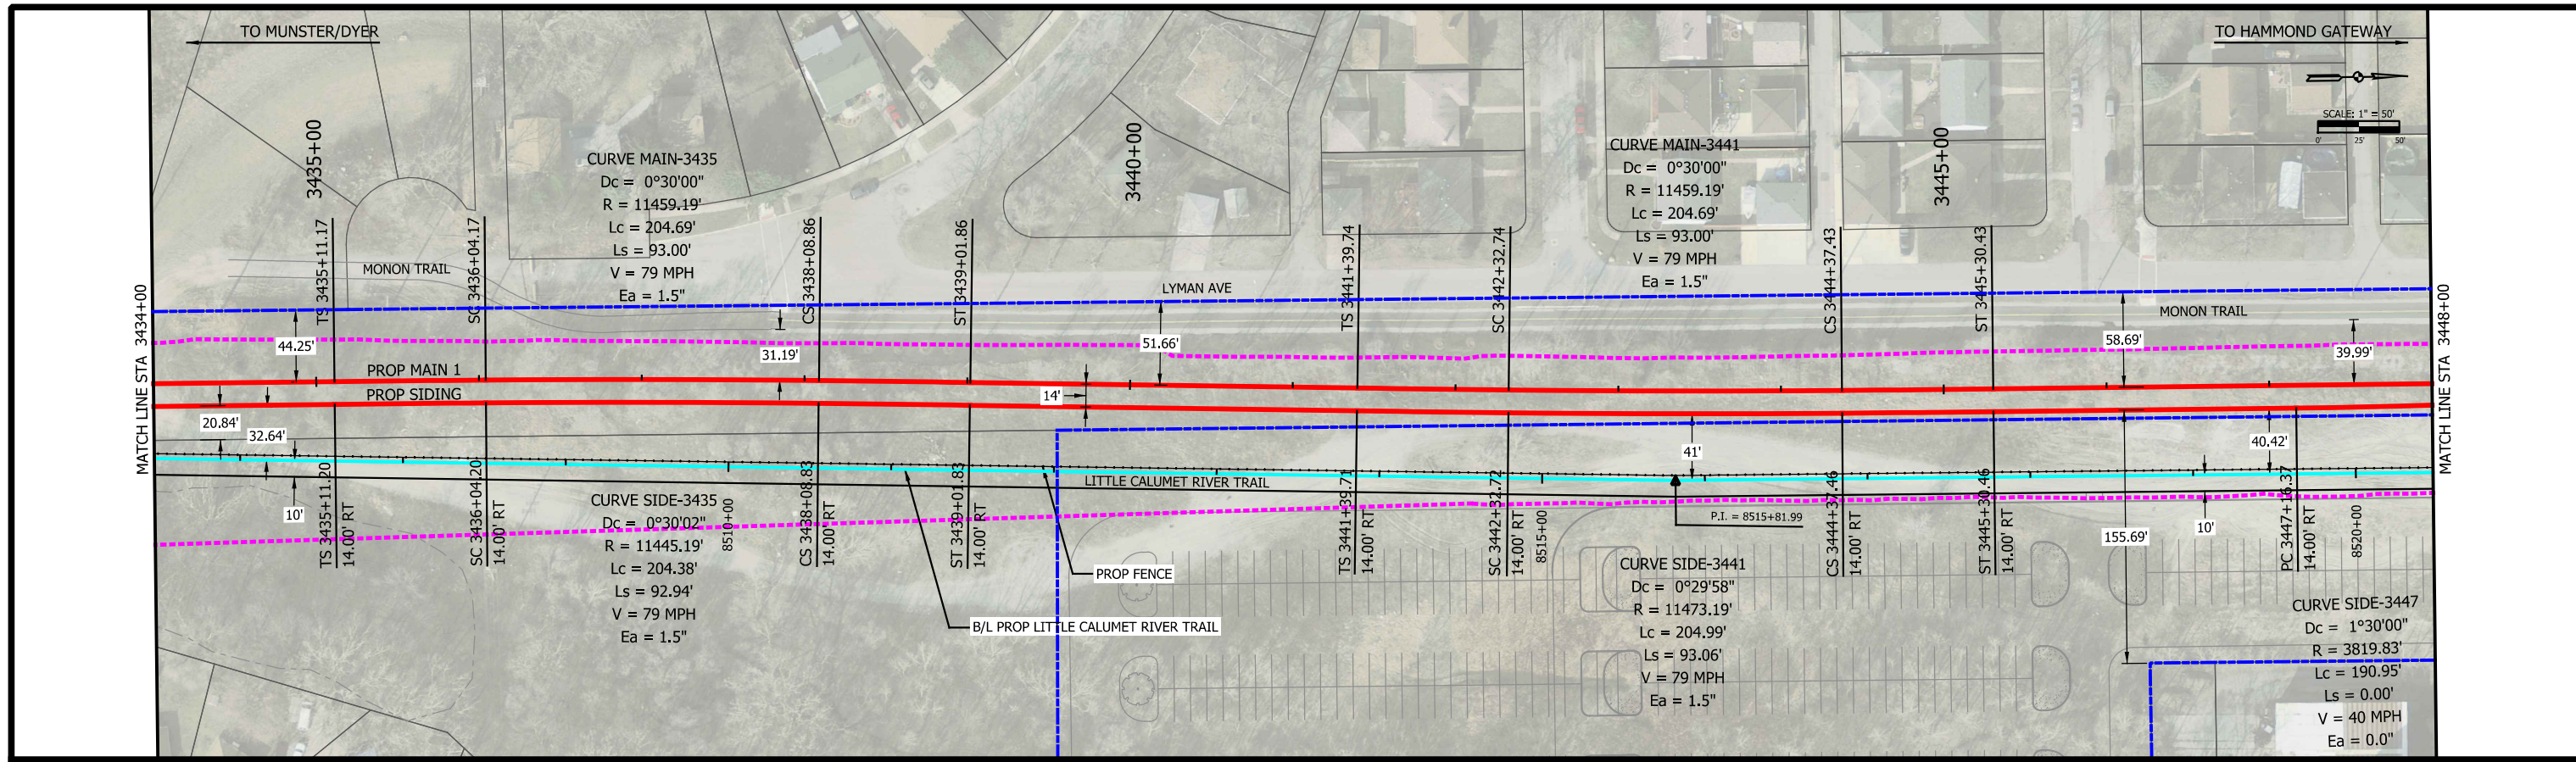 TO MUNSTER/DYER
TO HAMMOND GATEWAY
SCALE: 1" = 50'
0' 25' 50'
3435+00
3440+00
3445+00
CURVE MAIN-3435
Dc = 0°30'00"
R = 11459.19'
Lc = 204.69'
Ls = 93.00'
V = 79 MPH
Ea = 1.5"
CURVE MAIN-3441
Dc = 0°30'00"
R = 11459.19'
Lc = 204.69'
Ls = 93.00'
V = 79 MPH
Ea = 1.5"
TS 3435+11.17
SC 3436+04.17
CS 3438+08.86
ST 3439+01.86
TS 3441+39.74
SC 3442+32.74
CS 3444+37.43
ST 3445+30.43
MONON TRAIL
LYMAN AVE
MONON TRAIL
MATCH LINE STA 3434+00
MATCH LINE STA 3448+00
44.25'
31.19'
51.66'
58.69'
39.99'
PROP MAIN 1
PROP SIDING
14'
20.84'
32.64'
41'
40.42'
10'
LITTLE CALUMET RIVER TRAIL
10'
155.69'
P.I. = 8515+81.99
TS 3435+11.20
14.00' RT
SC 3436+04.20
14.00' RT
8510+00
CS 3438+08.83
14.00' RT
ST 3439+01.83
14.00' RT
TS 3441+39.71
14.00' RT
SC 3442+32.72
14.00' RT
8515+00
CS 3444+37.46
14.00' RT
ST 3445+30.46
14.00' RT
PC 3447+16.37
14.00' RT
8520+00
CURVE SIDE-3435
Dc = 0°30'02"
R = 11445.19'
Lc = 204.38'
Ls = 92.94'
V = 79 MPH
Ea = 1.5"
PROP FENCE
B/L PROP LITTLE CALUMET RIVER TRAIL
CURVE SIDE-3441
Dc = 0°29'58"
R = 11473.19'
Lc = 204.99'
Ls = 93.06'
V = 79 MPH
Ea = 1.5"
CURVE SIDE-3447
Dc = 1°30'00"
R = 3819.83'
Lc = 190.95'
Ls = 0.00'
V = 40 MPH
Ea = 0.0"